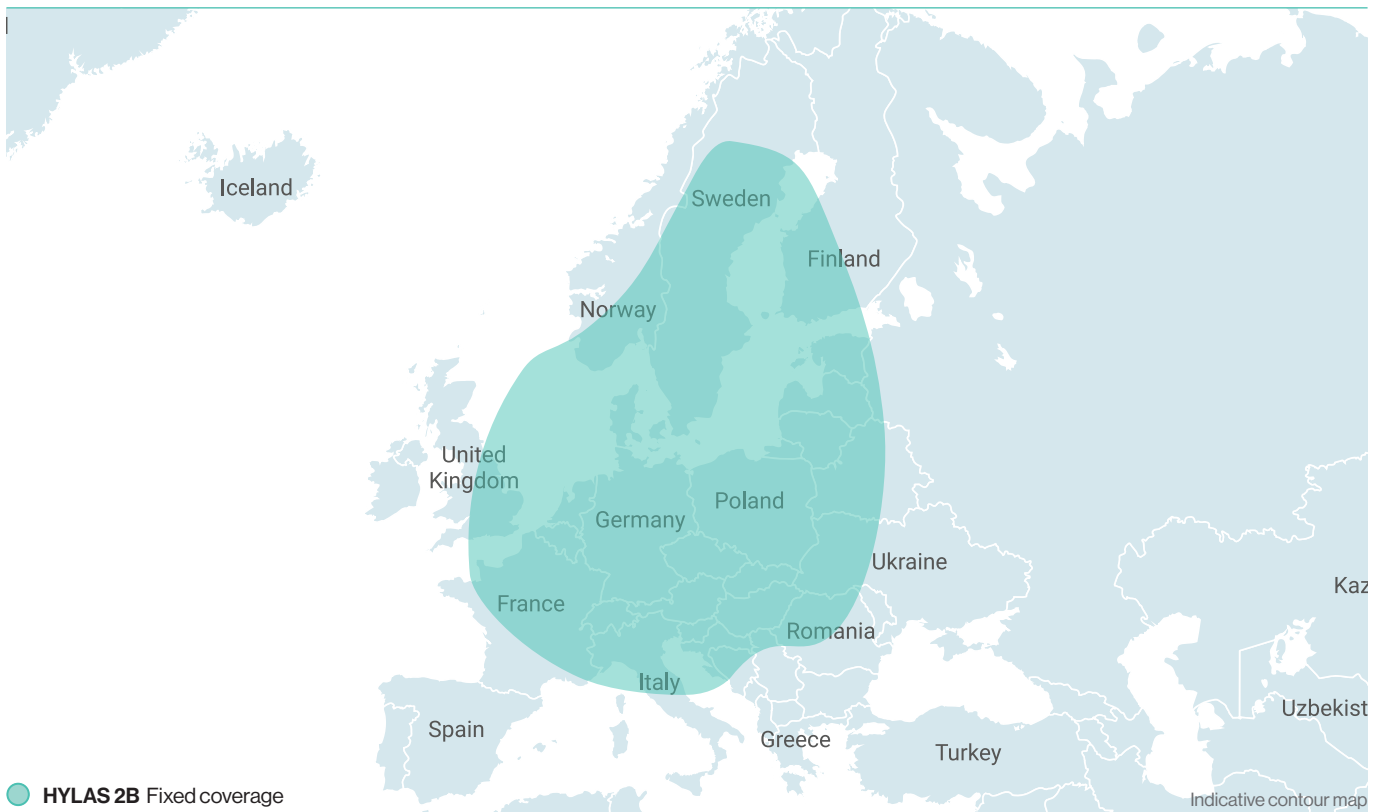 Iceland
Sweden
Finland
Norway
United
Kingdom
Poland
Germany
Ukraine
Kaz
France
Romania
Italy
Uzbekist
Spain
Greece
Turkey
HYLAS 2B Fixed coverage
Indicative contour map